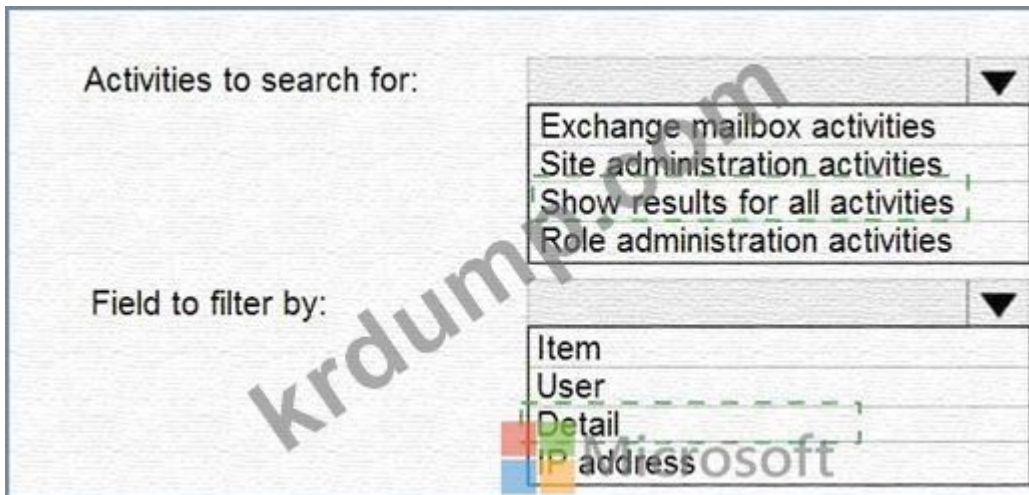 Activities to search for:
Exchange mailbox activities
Site administration activities
Show results for all activities
Role administration activities
Field to filter by:
Item
User
Detail
IP address
krdump.com
Microsoft